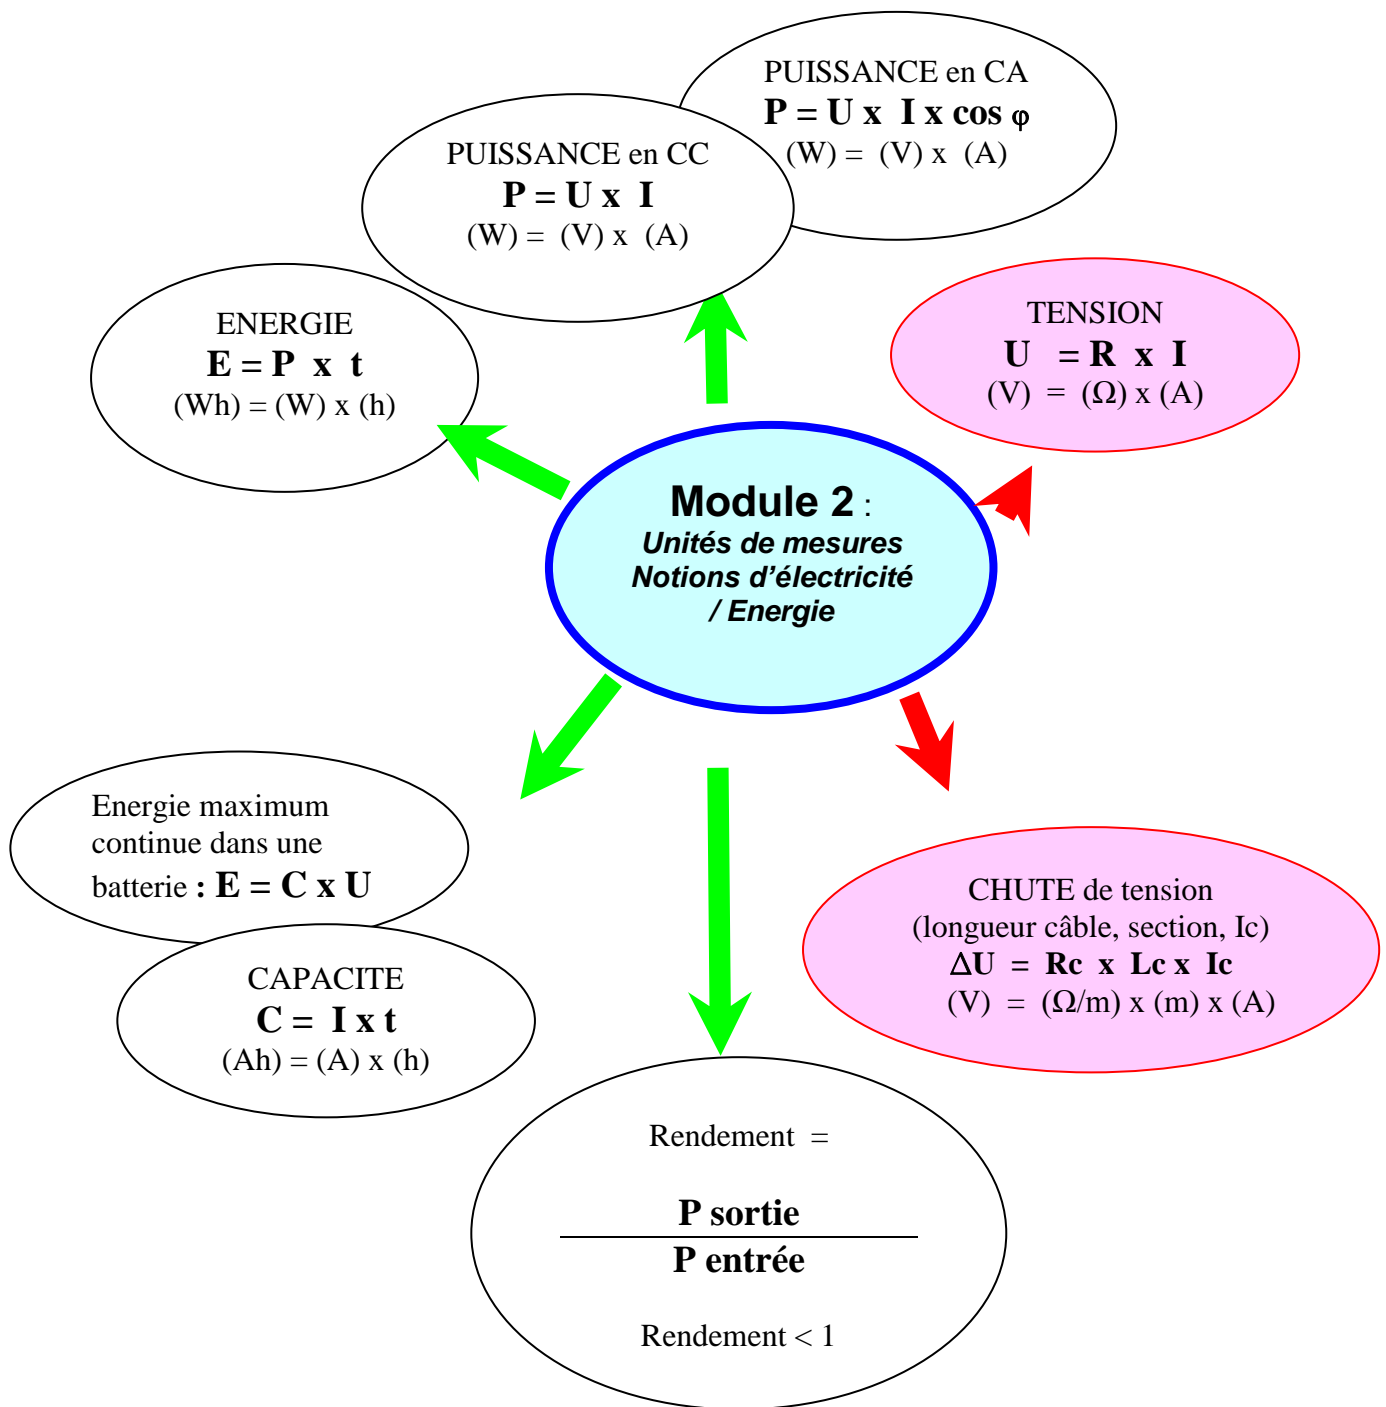 PUISSANCE en CA
P = U x I x cos φ
(W) = (V) x (A)
PUISSANCE en CC
P = U x I
(W) = (V) x (A)
ENERGIE
E = P x t
(Wh) = (W) x (h)
TENSION
U = R x I
(V) = (Ω) x (A)
Module 2 :
Unités de mesures
Notions d'électricité
/ Energie
Energie maximum
continue dans une
batterie : E = C x U
CAPACITE
C = I x t
(Ah) = (A) x (h)
CHUTE de tension
(longueur câble, section, Ic)
ΔU = Rc x Lc x Ic
(V) = (Ω/m) x (m) x (A)
Rendement =
P sortie
P entrée
Rendement < 1